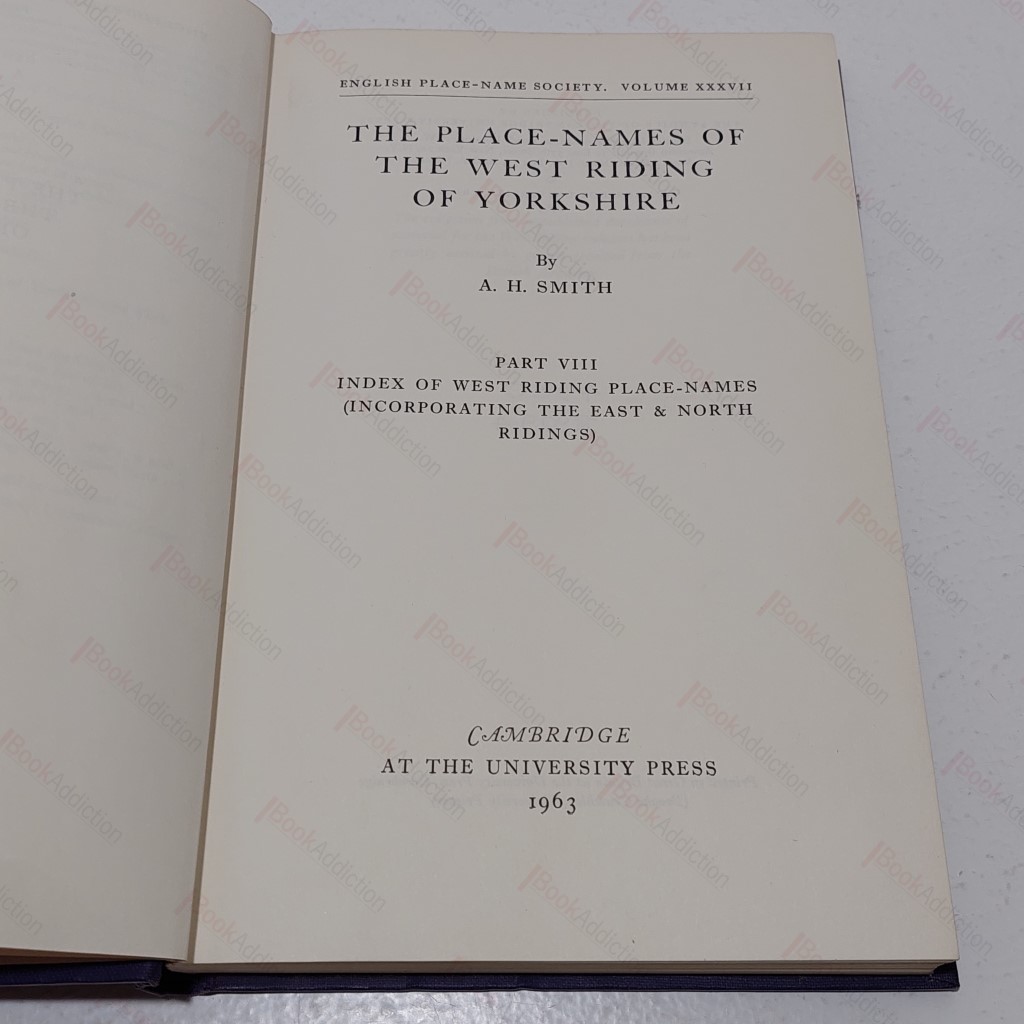 ENGLISH PLACE-NAME SOCIETY. VOLUME XXXVII
THE PLACE-NAMES OF
THE WEST RIDING
OF YORKSHIRE
By
A. H. SMITH
PART VIII
INDEX OF WEST RIDING PLACE-NAMES
(INCORPORATING THE EAST & NORTH
RIDINGS)
CAMBRIDGE
AT THE UNIVERSITY PRESS
1963
BookAddiction